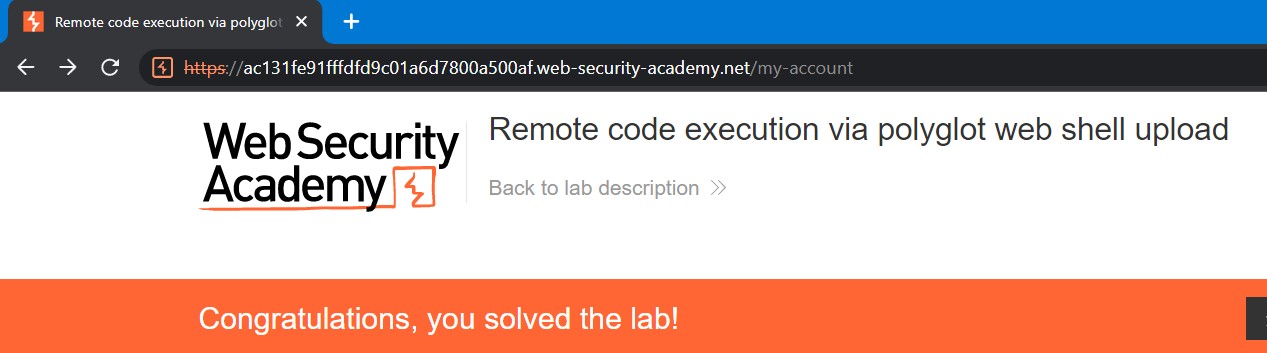 Remote code execution via polyglot
https://ac131fe91fffdfd9c01a6d7800a500af.web-security-academy.net/my-account
Web Security
Academy
Remote code execution via polyglot web shell upload
Back to lab description
Congratulations, you solved the lab!